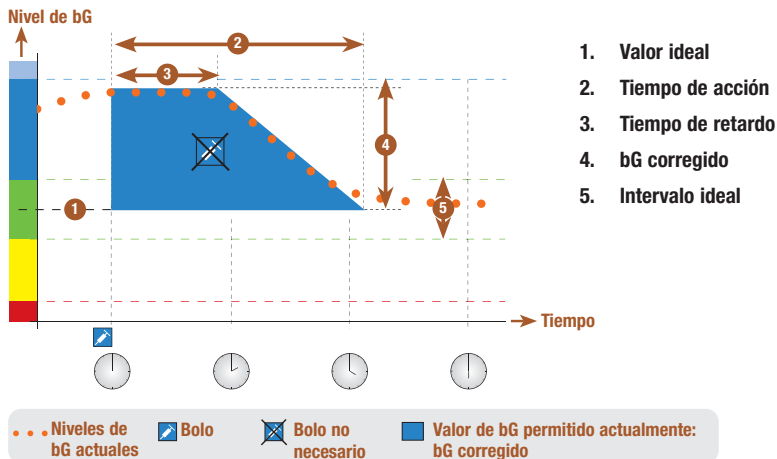 Nivel de bG
2
3
4
1
5
Tiempo
1. Valor ideal
2. Tiempo de acción
3. Tiempo de retardo
4. bG corregido
5. Intervalo ideal
Niveles de
bG actuales
Bolo
Bolo no
necesario
Valor de bG permitido actualmente:
bG corregido